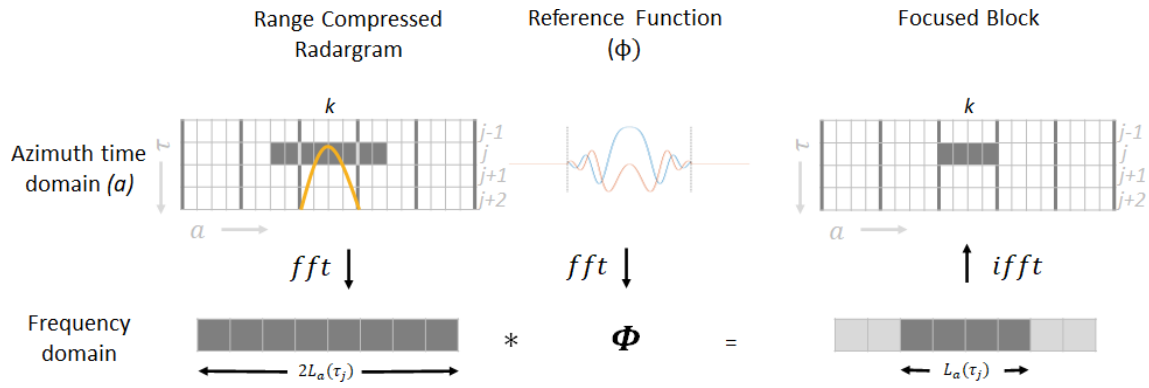 Range Compressed
Radargram
Reference Function
(ϕ)
Focused Block
k
k
Azimuth time
domain (a)
τ
j-1
j
j+1
j+2
a
τ
j-1
j
j+1
j+2
a
fft
fft
ifft
Frequency
domain
* Φ =
2Lₐ(τⱼ)
Lₐ(τⱼ)